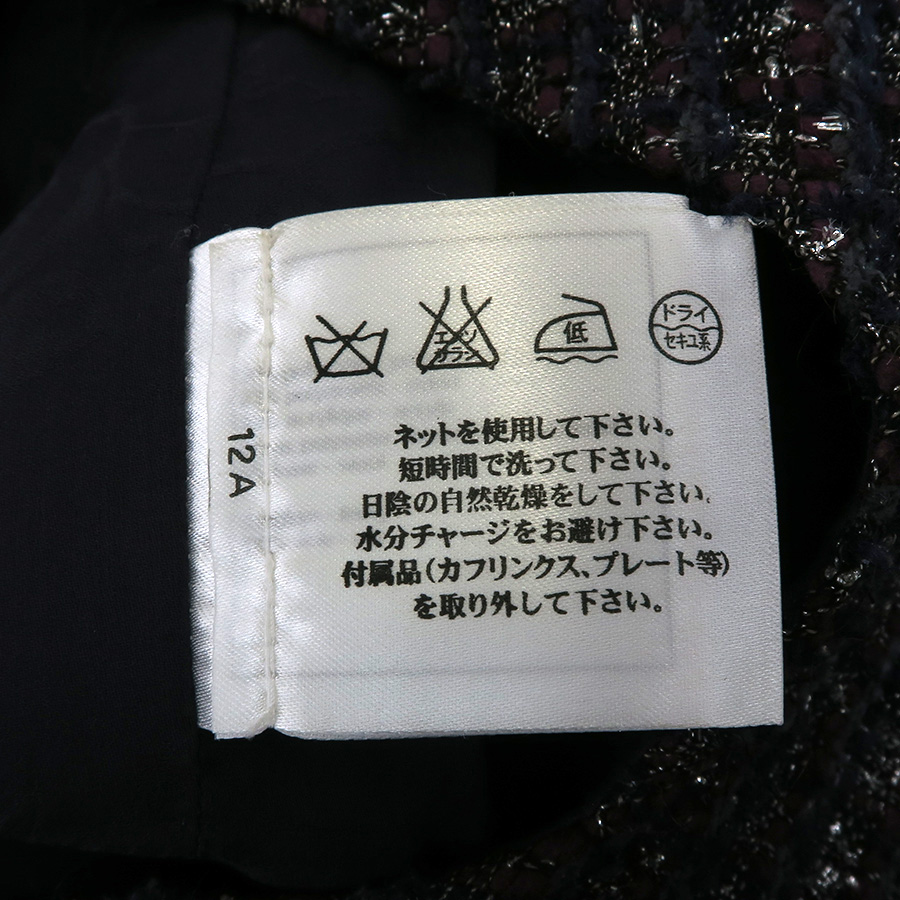 エンソ
サラシ
低
ドライ
セキユ系
ネットを使用して下さい。
短時間で洗って下さい。
日陰の自然乾燥をして下さい。
水分チャージをお避け下さい。
付属品(カフリンクス、プレート等)
を取り外して下さい。
12A